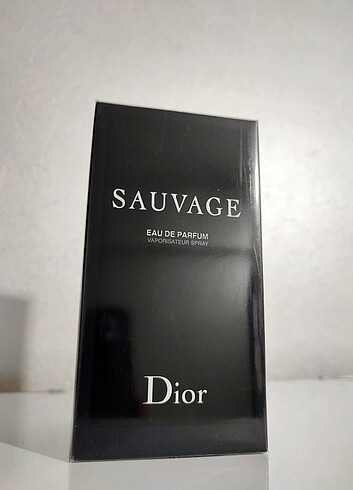 SAUVAGE
EAU DE PARFUM
VAPORISATEUR SPRAY
Dior